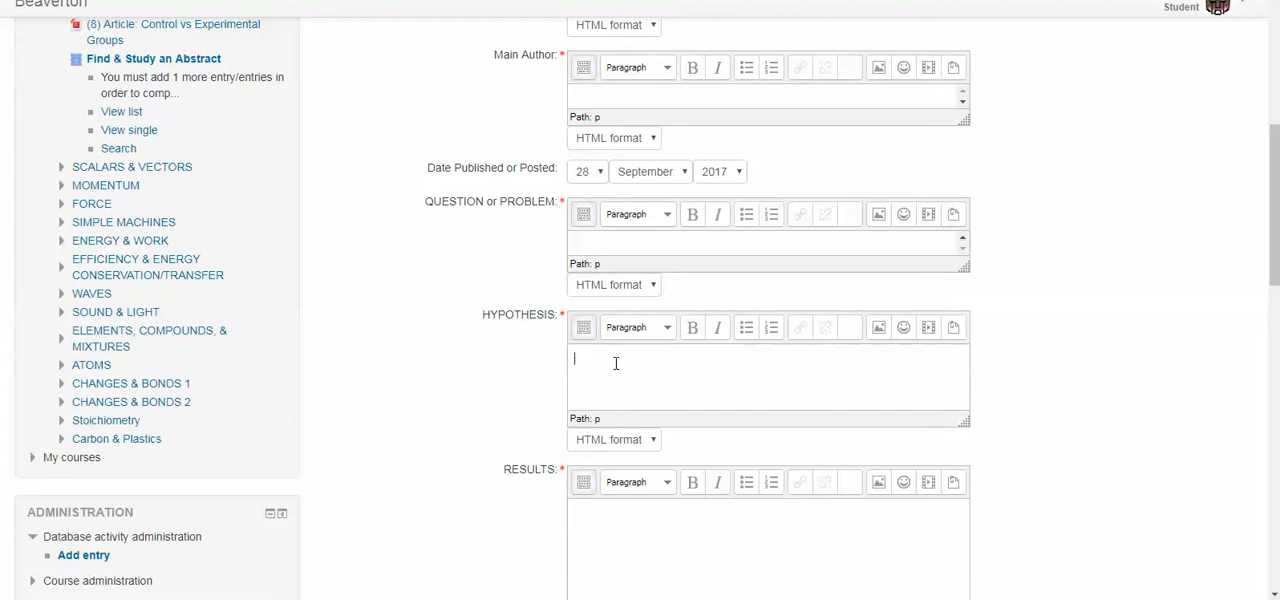 Beaverton
Student
(8) Article: Control vs Experimental
Groups
Find & Study an Abstract
You must add 1 more entry/entries in
order to comp...
View list
View single
Search
SCALARS & VECTORS
MOMENTUM
FORCE
SIMPLE MACHINES
ENERGY & WORK
EFFICIENCY & ENERGY
CONSERVATION/TRANSFER
WAVES
SOUND & LIGHT
ELEMENTS, COMPOUNDS, &
MIXTURES
ATOMS
CHANGES & BONDS 1
CHANGES & BONDS 2
Stoichiometry
Carbon & Plastics
My courses
ADMINISTRATION
Database activity administration
Add entry
Course administration
HTML format
Main Author:*
Paragraph B I
Path: p
HTML format
Date Published or Posted: 28 September 2017
QUESTION or PROBLEM:*
Paragraph B I
Path: p
HTML format
HYPOTHESIS:*
Paragraph B I
Path: p
HTML format
RESULTS:*
Paragraph B I